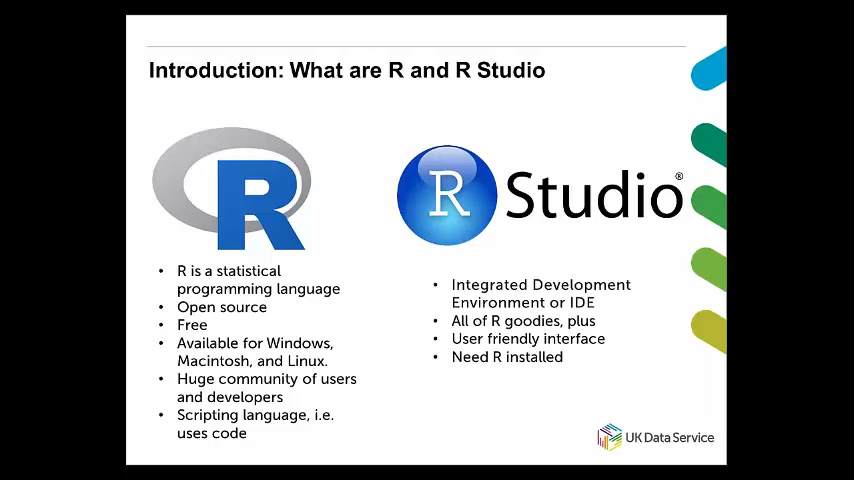 Introduction: What are R and R Studio
R
R Studio®
• R is a statistical
programming language
• Open source
• Free
• Available for Windows,
Macintosh, and Linux.
• Huge community of users
and developers
• Scripting language, i.e.
uses code
• Integrated Development
Environment or IDE
• All of R goodies, plus
• User friendly interface
• Need R installed
UK Data Service